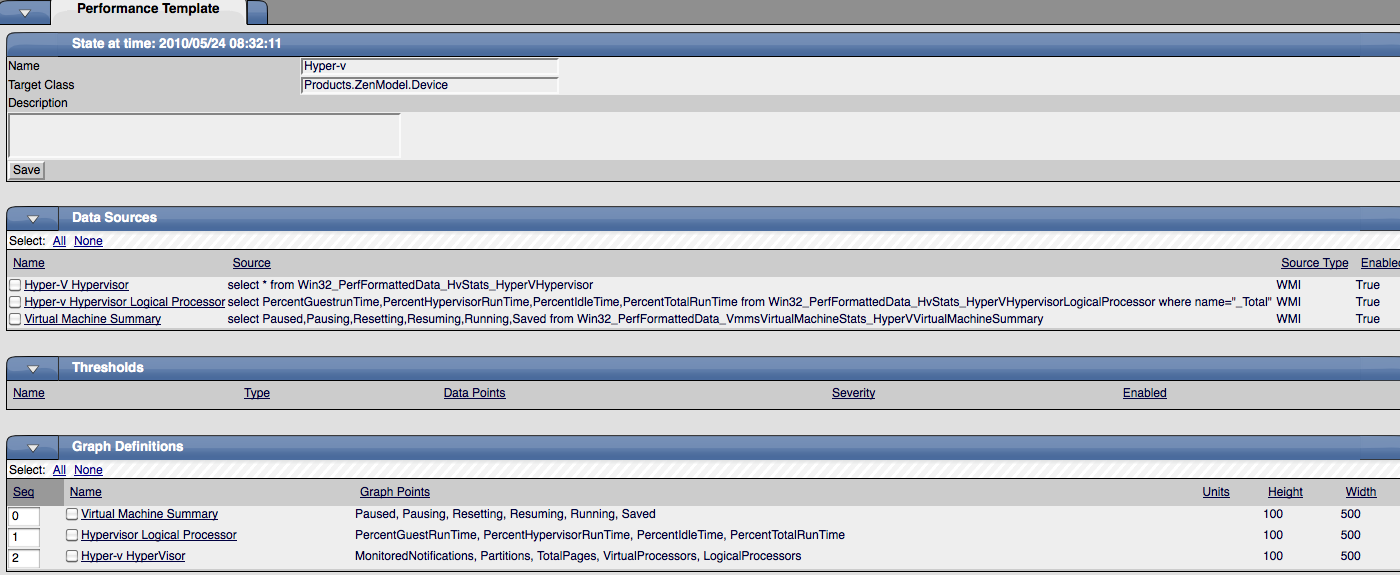 Performance Template
State at time: 2010/05/24 08:32:11
Name Hyper-v
Target Class Products.ZenModel.Device
Description
Save
Data Sources
Select: All None
Name Source Source Type Enabled
Hyper-V Hypervisor select * from Win32_PerfFormattedData_HvStats_HyperVHypervisor WMI True
Hyper-v Hypervisor Logical Processor select PercentGuestrunTime,PercentHypervisorRunTime,PercentIdleTime,PercentTotalRunTime from Win32_PerfFormattedData_HvStats_HyperVHypervisorLogicalProcessor where name="_Total" WMI True
Virtual Machine Summary select Paused,Pausing,Resetting,Resuming,Running,Saved from Win32_PerfFormattedData_VmmsVirtualMachineStats_HyperVVirtualMachineSummary WMI True
Thresholds
Name Type Data Points Severity Enabled
Graph Definitions
Select: All None
Seq Name Graph Points Units Height Width
0 Virtual Machine Summary Paused, Pausing, Resetting, Resuming, Running, Saved 100 500
1 Hypervisor Logical Processor PercentGuestRunTime, PercentHypervisorRunTime, PercentIdleTime, PercentTotalRunTime 100 500
2 Hyper-v HyperVisor MonitoredNotifications, Partitions, TotalPages, VirtualProcessors, LogicalProcessors 100 500